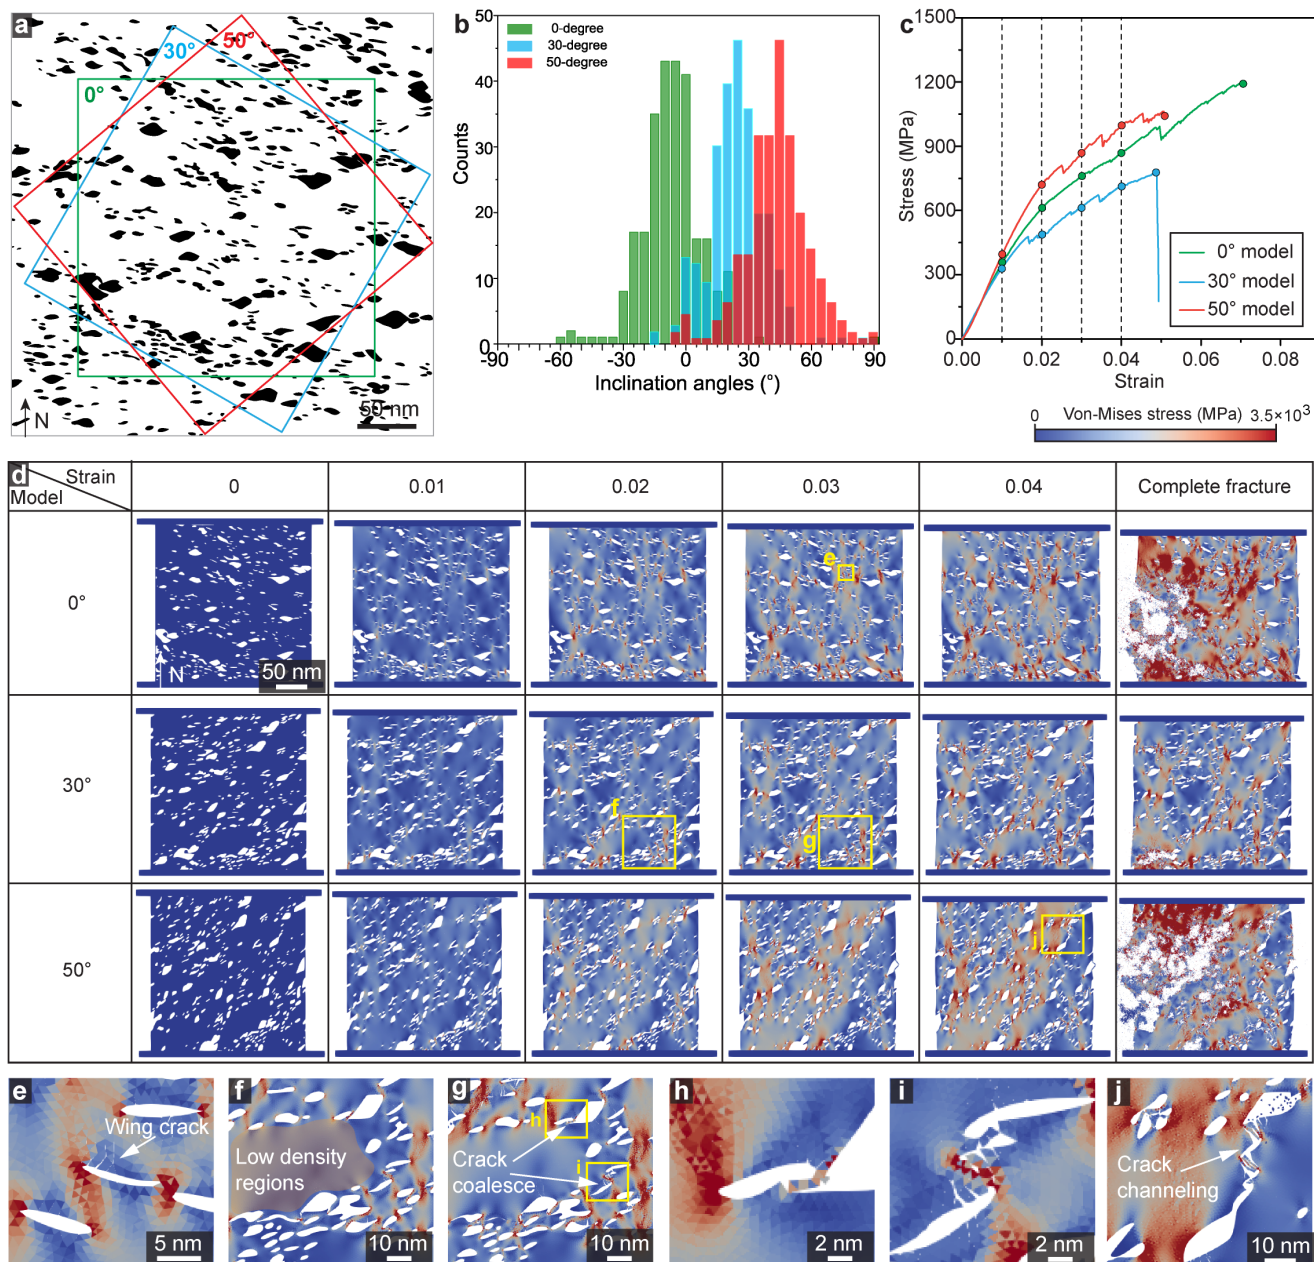 a
0°
30°
50°
N
50 nm
b
0-degree
30-degree
50-degree
Counts
50
40
30
20
10
0
-90
-60
-30
0
30
60
90
Inclination angles (°)
c
Stress (MPa)
1500
1200
900
600
300
0
0.00
0.02
0.04
0.06
0.08
Strain
0° model
30° model
50° model
0 Von-Mises stress (MPa) 3.5×10³
d
Strain
Model
0
0.01
0.02
0.03
0.04
Complete fracture
0°
N
50 nm
e
30°
f
g
50°
j
e
Wing crack
5 nm
f
Low density
regions
10 nm
g
h
Crack
coalesce
i
10 nm
h
2 nm
i
2 nm
j
Crack
channeling
10 nm